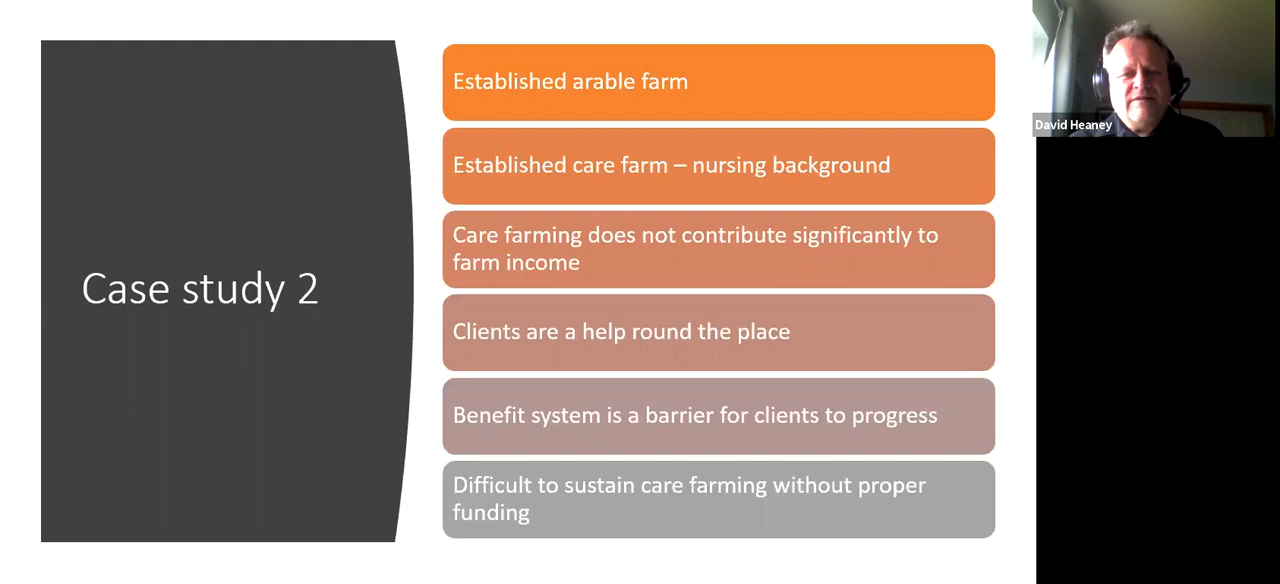 Case study 2
Established arable farm
Established care farm – nursing background
Care farming does not contribute significantly to
farm income
Clients are a help round the place
Benefit system is a barrier for clients to progress
Difficult to sustain care farming without proper
funding
David Heaney